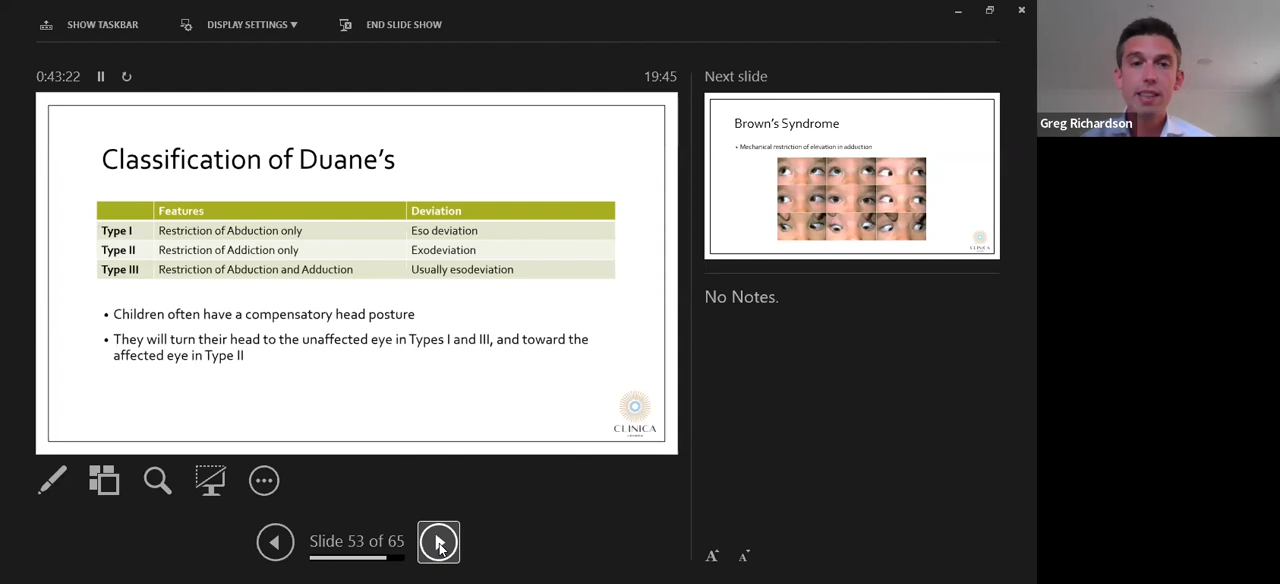 SHOW TASKBAR DISPLAY SETTINGS ▼ END SLIDE SHOW
0:43:22 19:45
Classification of Duane's
Features Deviation
Type I Restriction of Abduction only Eso deviation
Type II Restriction of Addiction only Exodeviation
Type III Restriction of Abduction and Adduction Usually esodeviation
• Children often have a compensatory head posture
• They will turn their head to the unaffected eye in Types I and III, and toward the
affected eye in Type II
CLINICA
LONDON
Slide 53 of 65
Next slide
Brown's Syndrome
• Mechanical restriction of elevation in adduction
CLINICA
No Notes.
A A
Greg Richardson